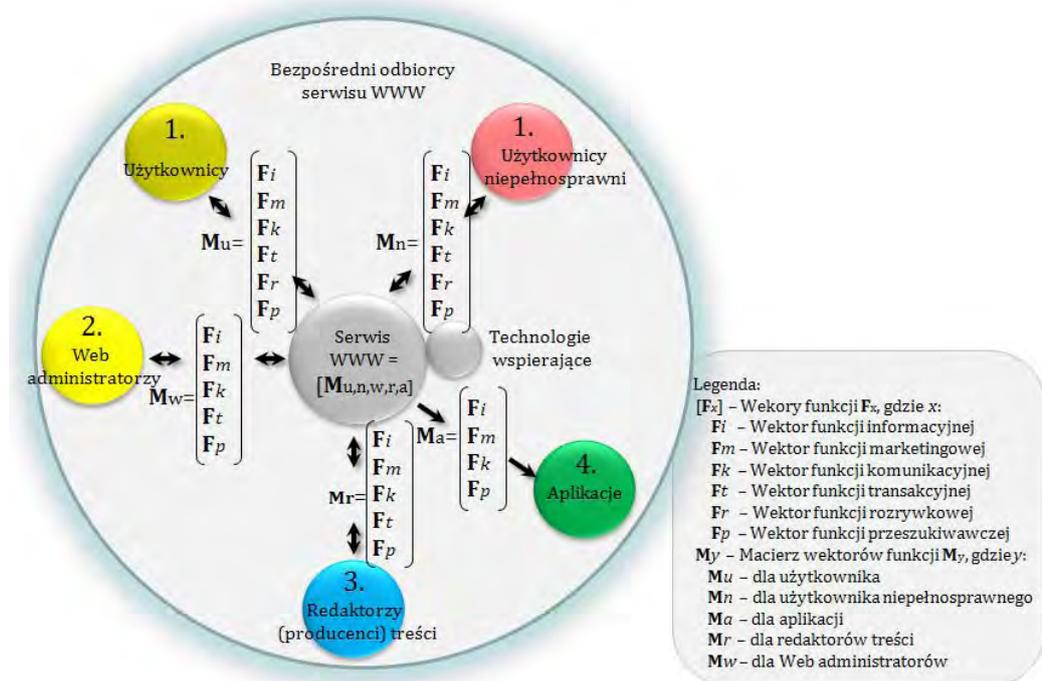 Bezpośredni odbiorcy
serwisu WWW
1.
Użytkownicy
1.
Użytkownicy
niepełnosprawni
Mu=
Fi
Fm
Fk
Ft
Fr
Fp
Mn=
Fi
Fm
Fk
Ft
Fr
Fp
2.
Web
administratorzy
Mw=
Fi
Fm
Fk
Ft
Fp
Serwis
WWW =
[Mu,n,w,r,a]
Technologie
wspierające
Mr=
Fi
Fm
Fk
Ft
Fp
Ma=
Fi
Fm
Fk
Fp
4.
Aplikacje
3.
Redaktorzy
(producenci) treści
Legenda:
[Fx] – Wekory funkcji Fx, gdzie x:
Fi – Wektor funkcji informacyjnej
Fm – Wektor funkcji marketingowej
Fk – Wektor funkcji komunikacyjnej
Ft – Wektor funkcji transakcyjnej
Fr – Wektor funkcji rozrywkowej
Fp – Wektor funkcji przeszukiwawczej
My – Macierz wektorów funkcji My, gdzie y:
Mu – dla użytkownika
Mn – dla użytkownika niepełnosprawnego
Ma – dla aplikacji
Mr – dla redaktorów treści
Mw – dla Web administratorów